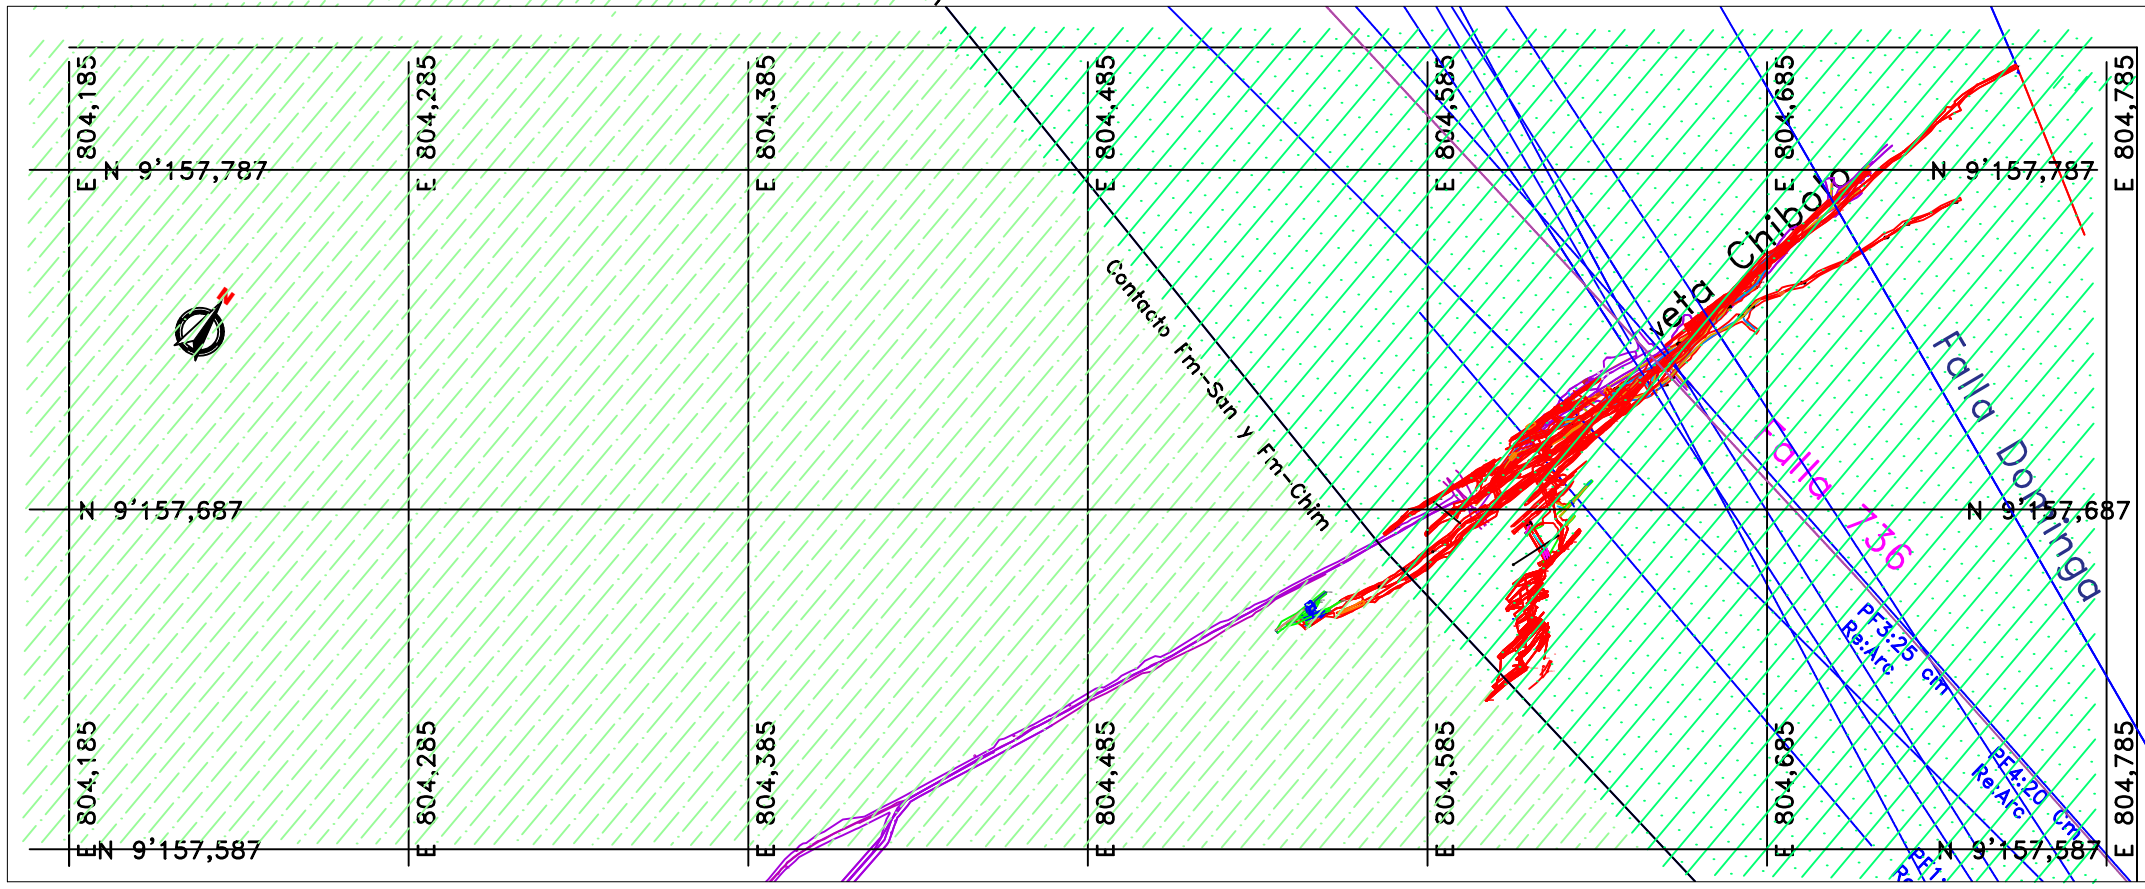 E 804,185
E 804,285
E 804,385
E 804,485
E 804,585
E 804,685
E 804,785
N 9'157,787
N 9'157,787
N
veta Chibolo
Contacto Fm.-San y Fm-Chim
Falla Dominga
Falla 736
N 9'157,687
N 9'157,687
PF3:25 cm
Re:Arc
PF4:20 cm
Re:Arc
E 804,185
E 804,285
E 804,385
E 804,485
E 804,585
E 804,685
E 804,785
N 9'157,587
N 9'157,587
PF1: